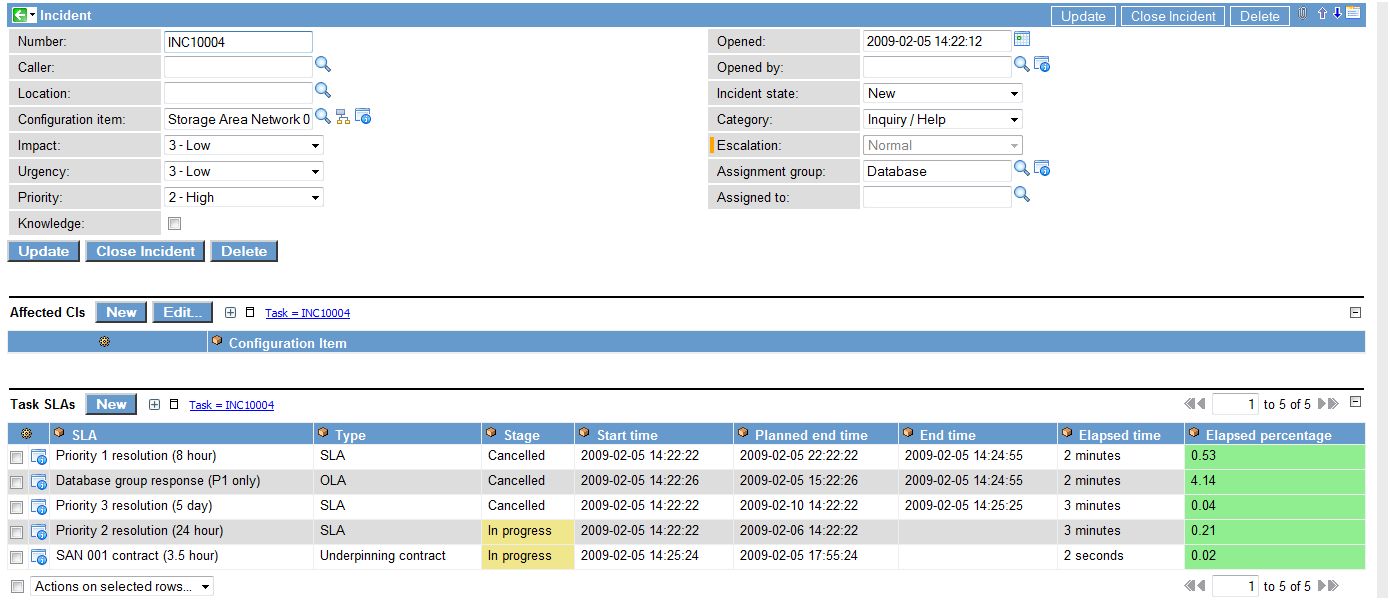 Incident Update Close Incident Delete
Number: INC10004 Opened: 2009-02-05 14:22:12
Caller: Opened by:
Location: Incident state: New
Configuration item: Storage Area Network 0 Category: Inquiry / Help
Impact: 3 - Low Escalation: Normal
Urgency: 3 - Low Assignment group: Database
Priority: 2 - High Assigned to:
Knowledge:
Update Close Incident Delete
Affected CIs New Edit... Task = INC10004
Configuration Item
Task SLAs New Task = INC10004 1 to 5 of 5
SLA Type Stage Start time Planned end time End time Elapsed time Elapsed percentage
Priority 1 resolution (8 hour) SLA Cancelled 2009-02-05 14:22:22 2009-02-05 22:22:22 2009-02-05 14:24:55 2 minutes 0.53
Database group response (P1 only) OLA Cancelled 2009-02-05 14:22:26 2009-02-05 15:22:26 2009-02-05 14:24:55 2 minutes 4.14
Priority 3 resolution (5 day) SLA Cancelled 2009-02-05 14:22:22 2009-02-10 14:22:22 2009-02-05 14:25:25 3 minutes 0.04
Priority 2 resolution (24 hour) SLA In progress 2009-02-05 14:22:22 2009-02-06 14:22:22 3 minutes 0.21
SAN 001 contract (3.5 hour) Underpinning contract In progress 2009-02-05 14:25:24 2009-02-05 17:55:24 2 seconds 0.02
Actions on selected rows... 1 to 5 of 5